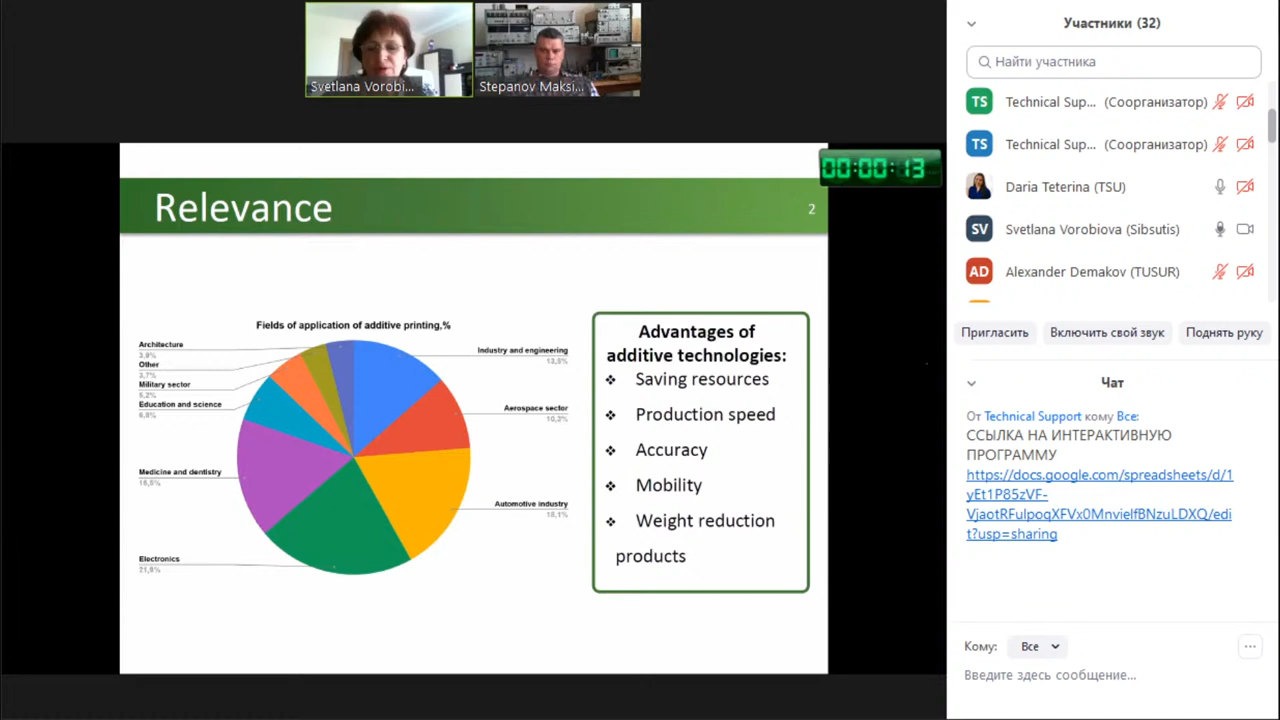 Svetlana Vorobi...
Stepanov Maksi...
00:00:13
Relevance
2
Fields of application of additive printing,%
Architecture
3,9%
Other
3,7%
Military sector
5,2%
Education and science
6,8%
Medicine and dentistry
16,5%
Electronics
21,9%
Industry and engineering
13,5%
Aerospace sector
10,3%
Automotive industry
18,1%
Advantages of
additive technologies:
❖ Saving resources
❖ Production speed
❖ Accuracy
❖ Mobility
❖ Weight reduction
products
Участники (32)
Найти участника
TS Technical Sup... (Соорганизатор)
TS Technical Sup... (Соорганизатор)
Daria Teterina (TSU)
SV Svetlana Vorobiova (Sibsutis)
AD Alexander Demakov (TUSUR)
Пригласить
Включить свой звук
Поднять руку
Чат
От Technical Support кому Все:
ССЫЛКА НА ИНТЕРАКТИВНУЮ
ПРОГРАММУ
https://docs.google.com/spreadsheets/d/1
yEt1P85zVF-
VjaotRFulpoqXFVx0MnvielfBNzuLDXQ/edi
t?usp=sharing
Кому: Все
Введите здесь сообщение...